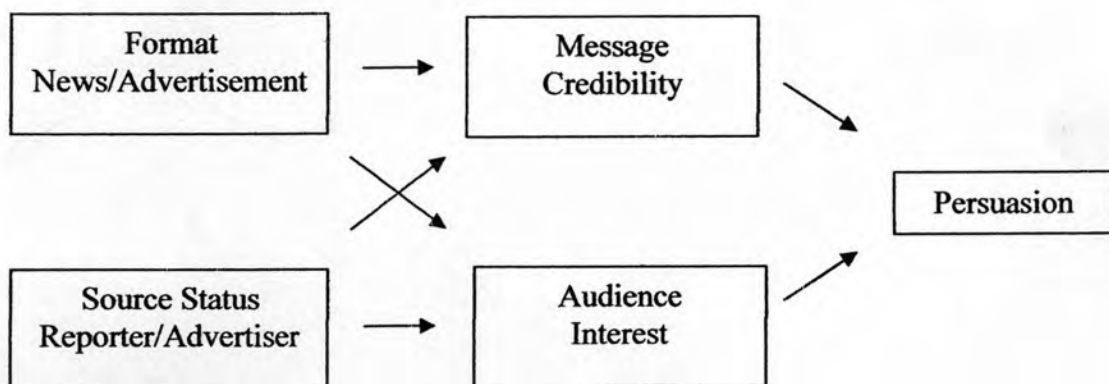 Format
News/Advertisement
Message
Credibility
Persuasion
Source Status
Reporter/Advertiser
Audience
Interest